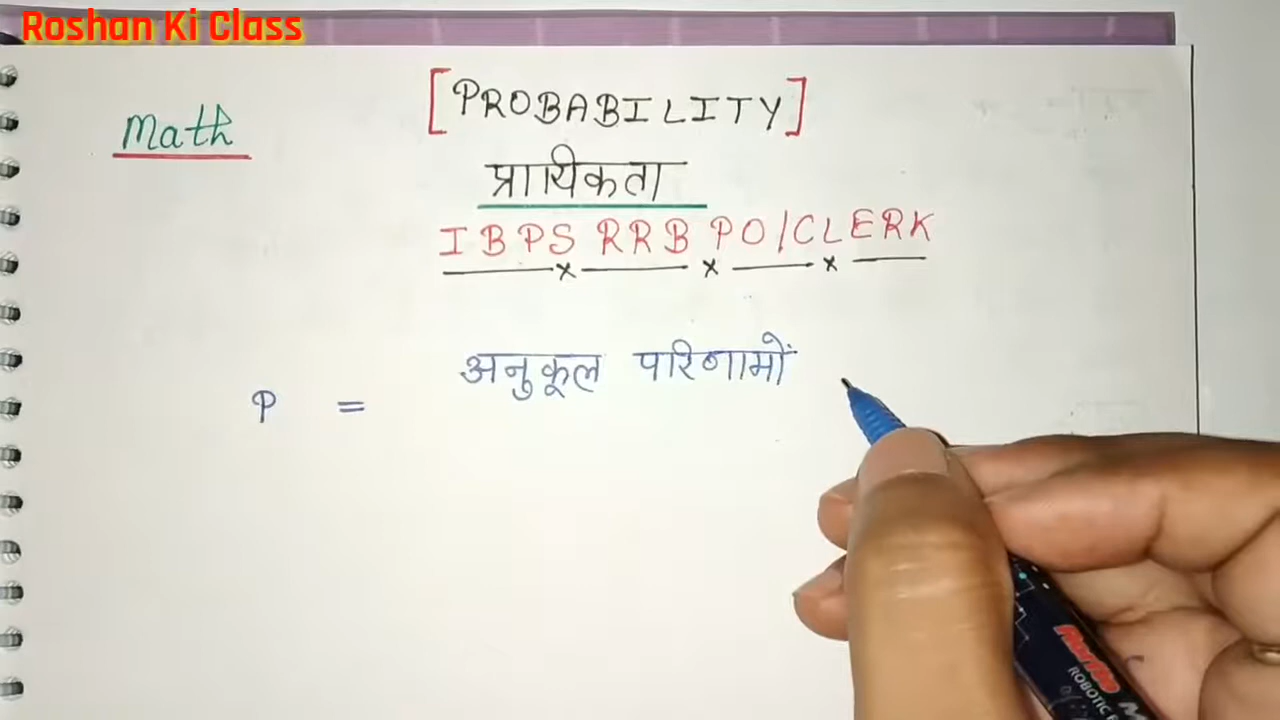 Roshan Ki Class
Math
[PROBABILITY]
प्रायिकता
IBPS RRB PO/CLERK
अनुकूल परिणामों
P =
ROBOTIC